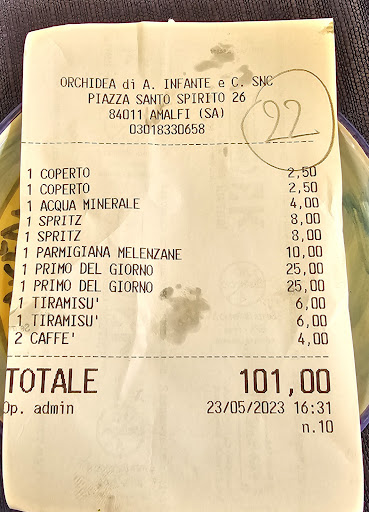 ORCHIDEA di A. INFANTE e C. SNC
PIAZZA SANTO SPIRITO 26
84011 AMALFI (SA)
03018330658
22
1 COPERTO 2,50
1 COPERTO 2,50
1 ACQUA MINERALE 4,00
1 SPRITZ 8,00
1 SPRITZ 8,00
1 PARMIGIANA MELENZANE 10,00
1 PRIMO DEL GIORNO 25,00
1 PRIMO DEL GIORNO 25,00
1 TIRAMISU' 6,00
1 TIRAMISU' 6,00
2 CAFFE' 4,00
TOTALE 101,00
Op. admin 23/05/2023 16:31
n.10